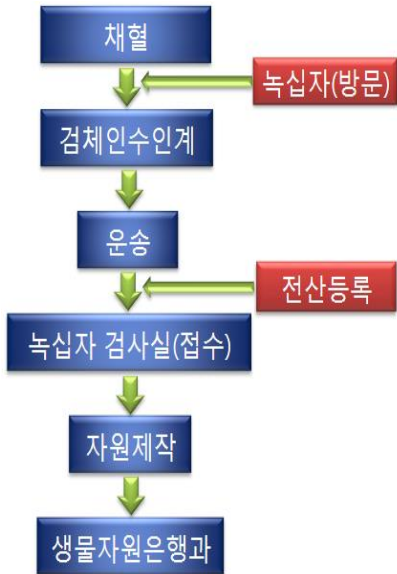 채혈
녹십자(방문)
검체인수인계
운송
전산등록
녹십자 검사실(접수)
자원제작
생물자원은행과